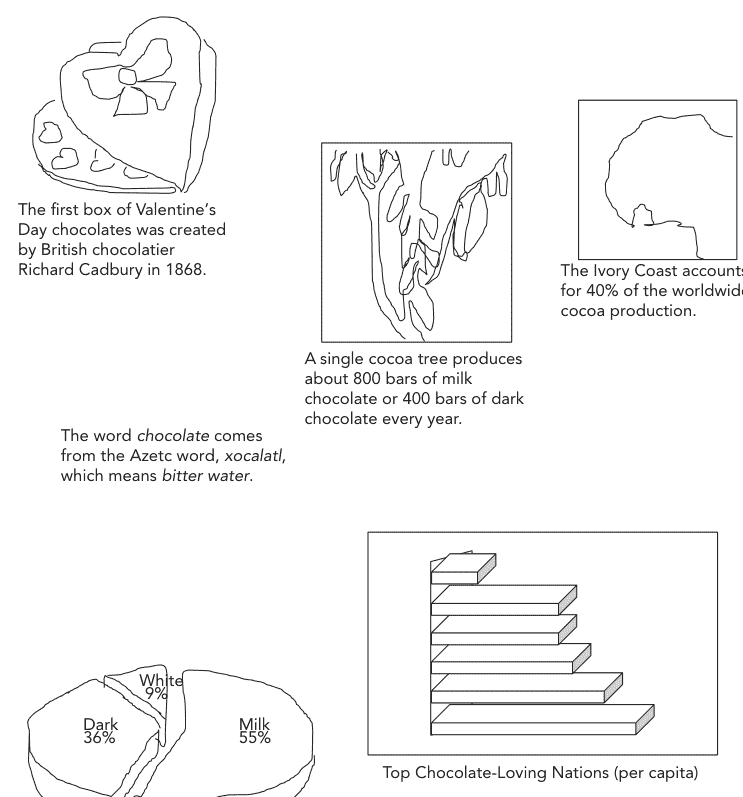 The first box of Valentine's
Day chocolates was created
by British chocolatier
Richard Cadbury in 1868.
A single cocoa tree produces
about 800 bars of milk
chocolate or 400 bars of dark
chocolate every year.
The Ivory Coast accounts
for 40% of the worldwide
cocoa production.
The word chocolate comes
from the Azetc word, xocalatl,
which means bitter water.
White
9%
Dark
36%
Milk
55%
Top Chocolate-Loving Nations (per capita)